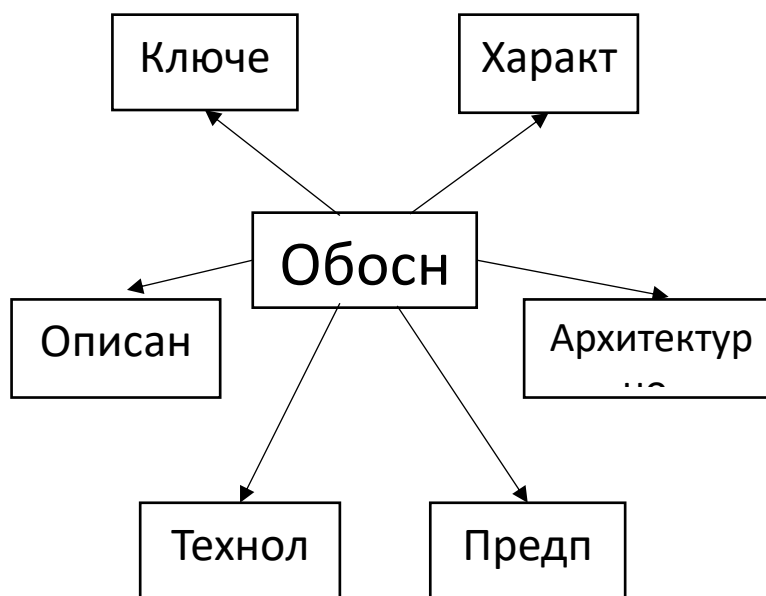 Ключе
Характ
Обосн
Описан
Архитектур
Технол
Предп